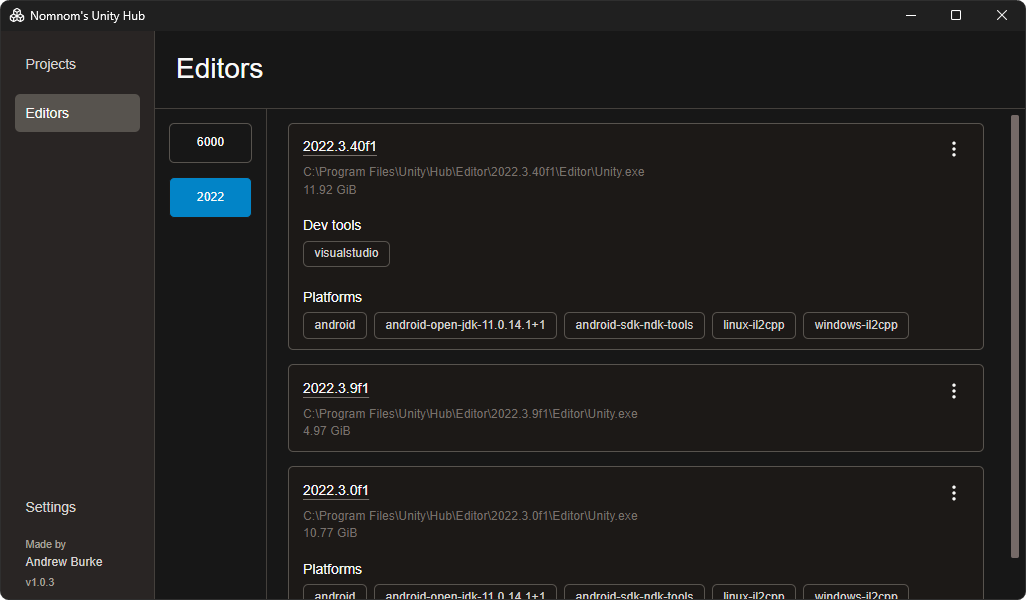 Nomnom's Unity Hub
Projects
Editors
Settings
Made by
Andrew Burke
v1.0.3
Editors
6000
2022
2022.3.40f1
C:\Program Files\Unity\Hub\Editor\2022.3.40f1\Editor\Unity.exe
11.92 GiB
Dev tools
visualstudio
Platforms
android android-open-jdk-11.0.14.1+1 android-sdk-ndk-tools linux-il2cpp windows-il2cpp
2022.3.9f1
C:\Program Files\Unity\Hub\Editor\2022.3.9f1\Editor\Unity.exe
4.97 GiB
2022.3.0f1
C:\Program Files\Unity\Hub\Editor\2022.3.0f1\Editor\Unity.exe
10.77 GiB
Platforms
android android-open-jdk-11.0.14.1+1 android-sdk-ndk-tools linux-il2cpp windows-il2cpp